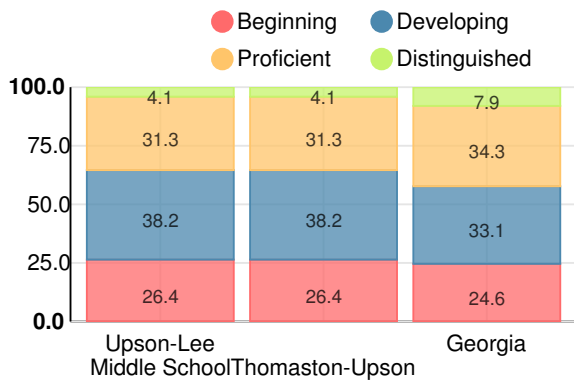 Beginning Developing
Proficient Distinguished
100.0
75.0
50.0
25.0
0.0
4.1 4.1 7.9
31.3 31.3 34.3
38.2 38.2 33.1
26.4 26.4 24.6
Upson-Lee Georgia
Middle School Thomaston-Upson